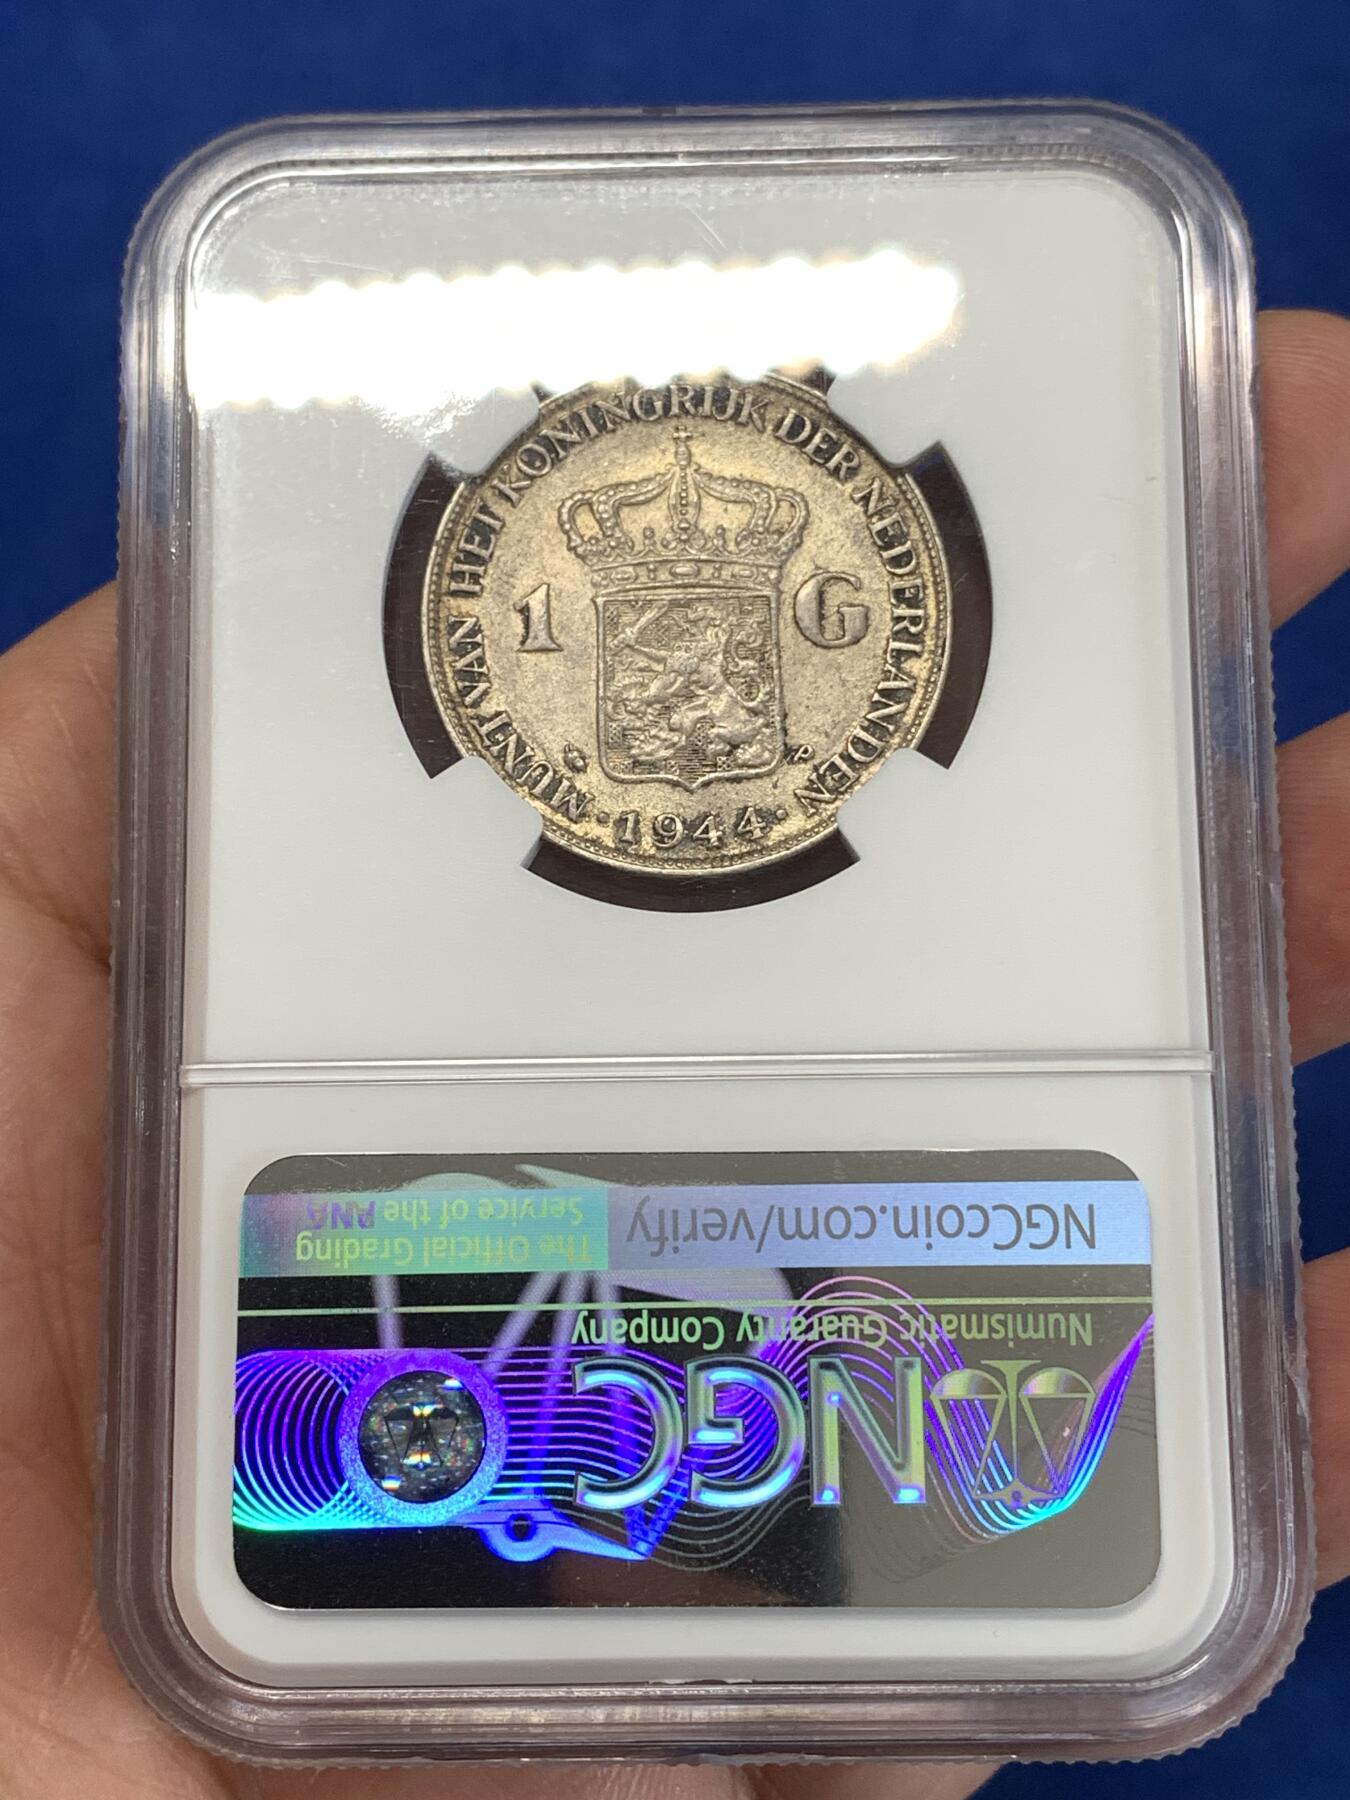 MUNT VAN HET KONINGRIJK DER NEDERLANDEN
1 G
P
· 1944 ·
NGC
Numismatic Guaranty Company
NGCcoin.com/verify
The Official Grading
Service of the ANA